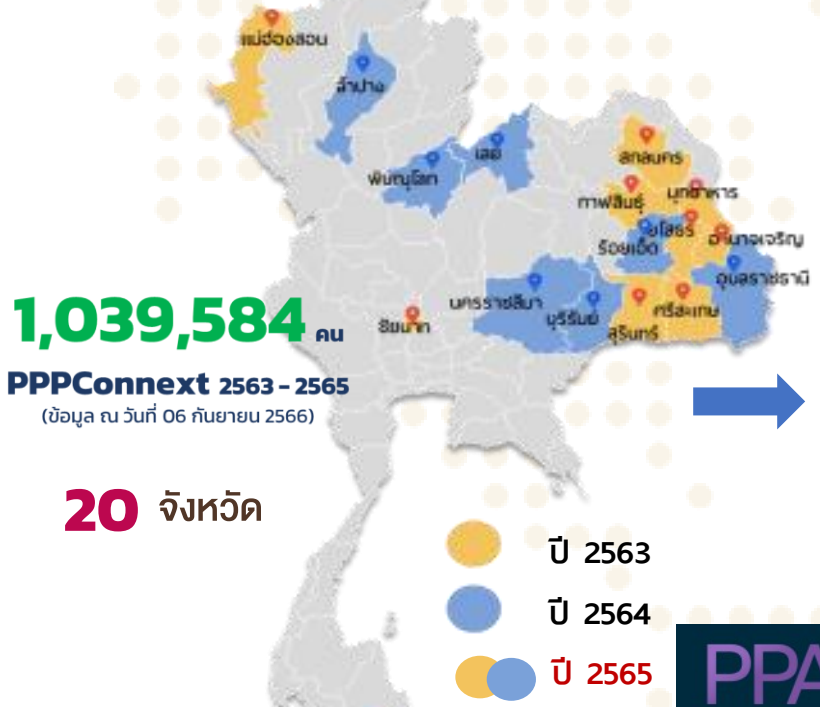 แม่ฮ่องสอน
ลำปาง
เลย
พิษณุโลก
สกลนคร
กาฬสินธุ์
มุกดาหาร
ยโสธร
ร้อยเอ็ด
อำนาจเจริญ
อุบลราชธานี
นครราชสีมา
บุรีรัมย์
สุรินทร์
ศรีสะเกษ
ชัยนาท
1,039,584 คน
PPPConnext 2563 - 2565
(ข้อมูล ณ วันที่ 06 กันยายน 2566)
20 จังหวัด
ปี 2563
ปี 2564
ปี 2565
PPA